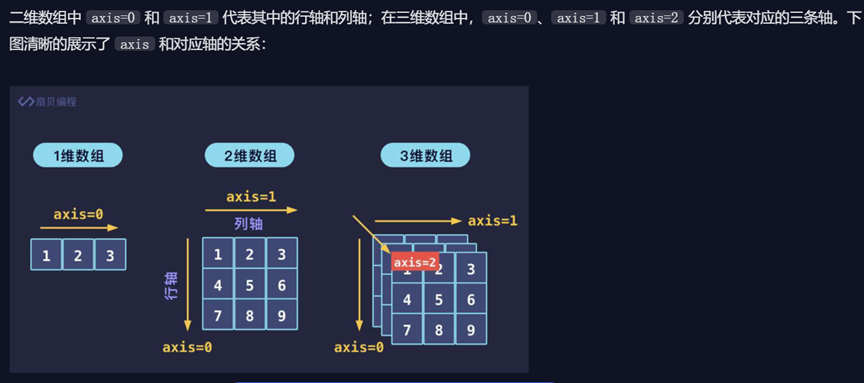 二维数组中 axis=0 和 axis=1 代表其中的行轴和列轴；在三维数组中，axis=0、axis=1 和 axis=2 分别代表对应的三条轴。下
图清晰的展示了 axis 和对应轴的关系：
扇贝编程
1维数组
2维数组
3维数组
axis=0
1 2 3
axis=1
列轴
行轴
1 2 3
4 5 6
7 8 9
axis=0
axis=1
axis=2
1 2 3
4 5 6
7 8 9
axis=0